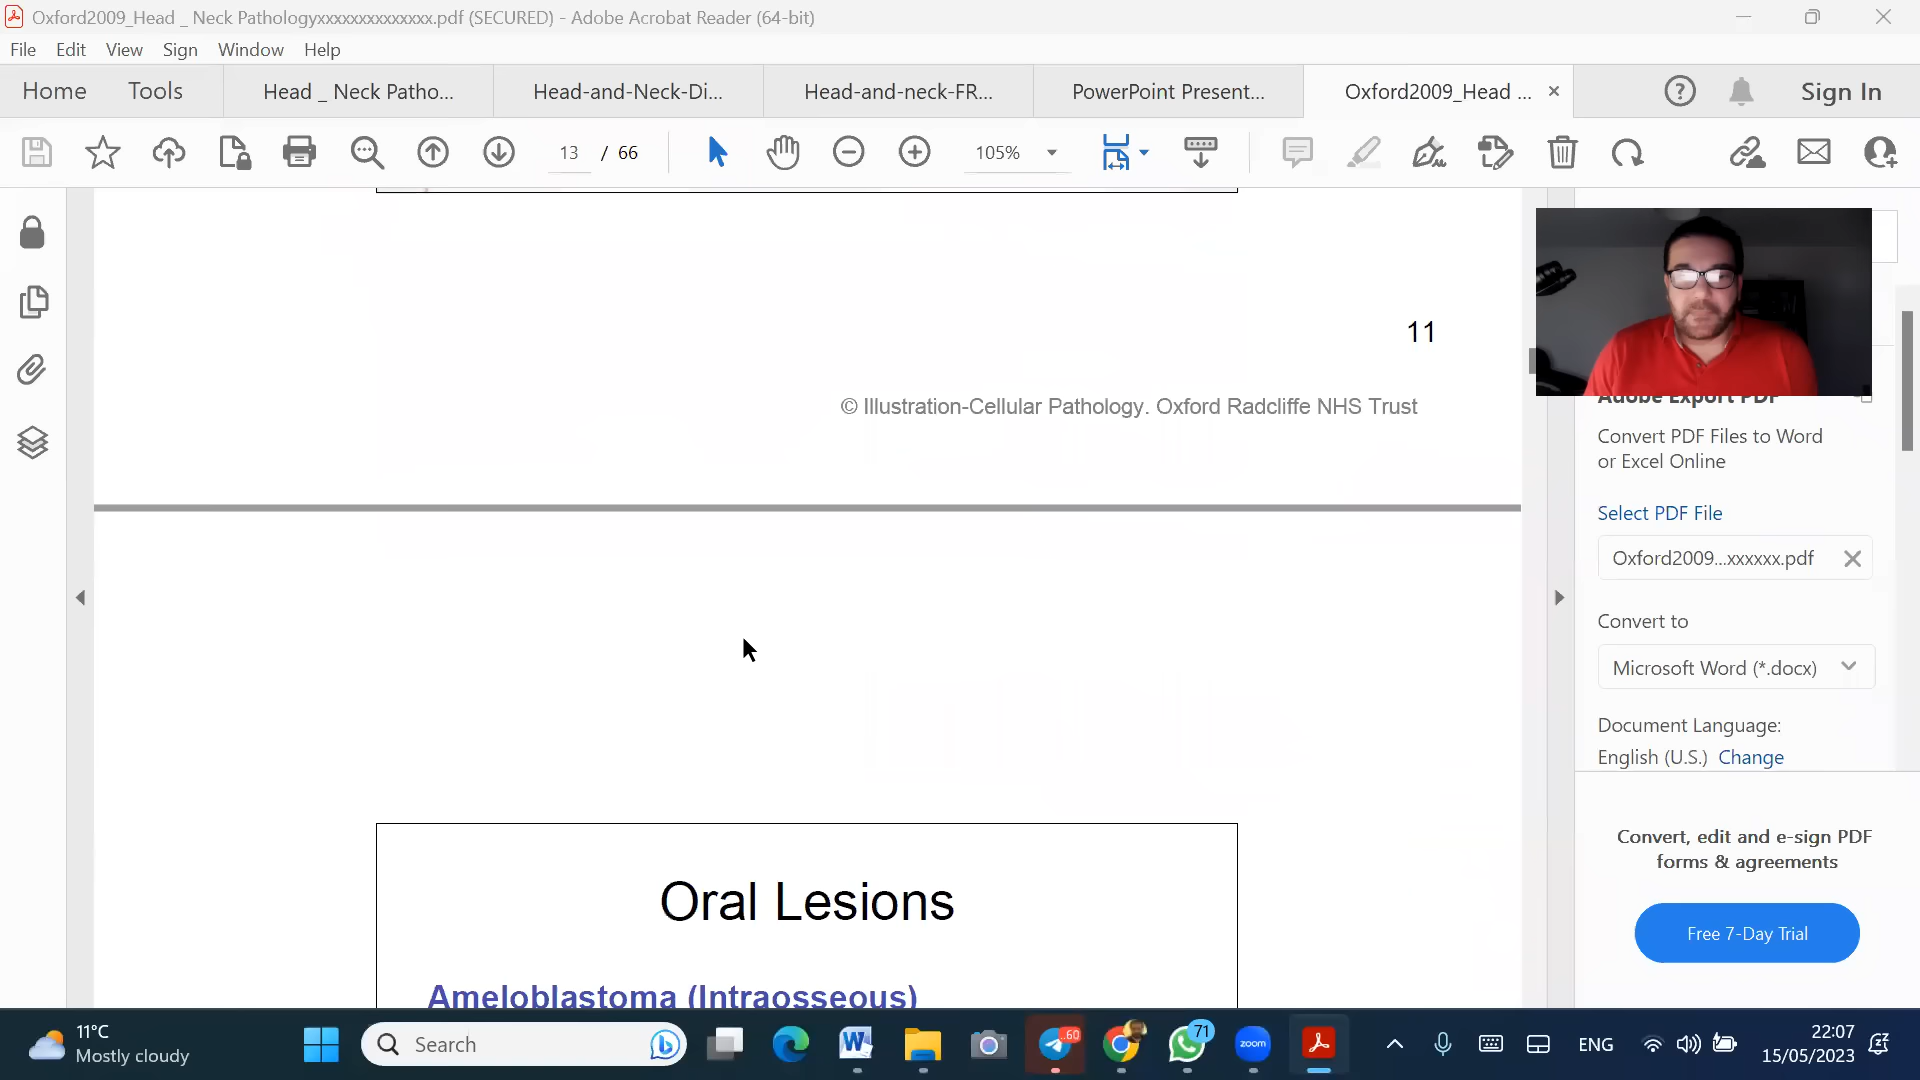 Oxford2009_Head _ Neck Pathologyxxxxxxxxxxxxxx.pdf (SECURED) - Adobe Acrobat Reader (64-bit)
File Edit View Sign Window Help
Home Tools Head _ Neck Patho... Head-and-Neck-Di... Head-and-neck-FR... PowerPoint Present... Oxford2009_Head ... Sign In
13 / 66 105%
11
© Illustration-Cellular Pathology. Oxford Radcliffe NHS Trust
Oral Lesions
Ameloblastoma (Intraosseous)
Adobe Export PDF
Convert PDF Files to Word
or Excel Online
Select PDF File
Oxford2009...xxxxxx.pdf
Convert to
Microsoft Word (*.docx)
Document Language:
English (U.S.) Change
Convert, edit and e-sign PDF
forms & agreements
Free 7-Day Trial
11°C
Mostly cloudy
Search
60
71
zoom
ENG
22:07
15/05/2023